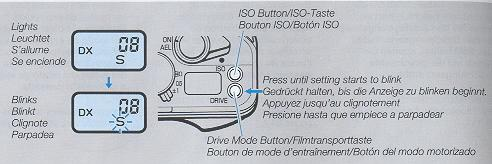 Lights
Leuchtet
S'allume
Se enciende
DX 08
S
Blinks
Blinkt
Clignote
Parpadea
DX 08
S
ISO Button/ISO-Taste
Bouton ISO/Botón ISO
ON
AEL
ISO
±1
DRIVE
Press until setting starts to blink
Gedrückt halten, bis die Anzeige zu blinken beginnt.
Appuyez jusqu'au clignotement
Presione hasta que empiece a parpadear
Drive Mode Button/Filmtransporttaste
Bouton de mode d'entraînement/Botón del modo motorizado